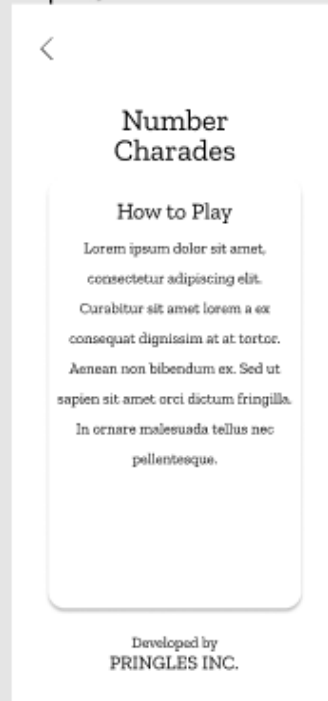 Number
Charades
How to Play
Lorem ipsum dolor sit amet,
consectetur adipiscing elit.
Curabitur sit amet lorem a ex
consequat dignissim at at tortor.
Aenean non bibendum ex. Sed ut
sapien sit amet orci dictum fringilla.
In ornare malesuada tellus nec
pellentesque.
Developed by
PRINGLES INC.